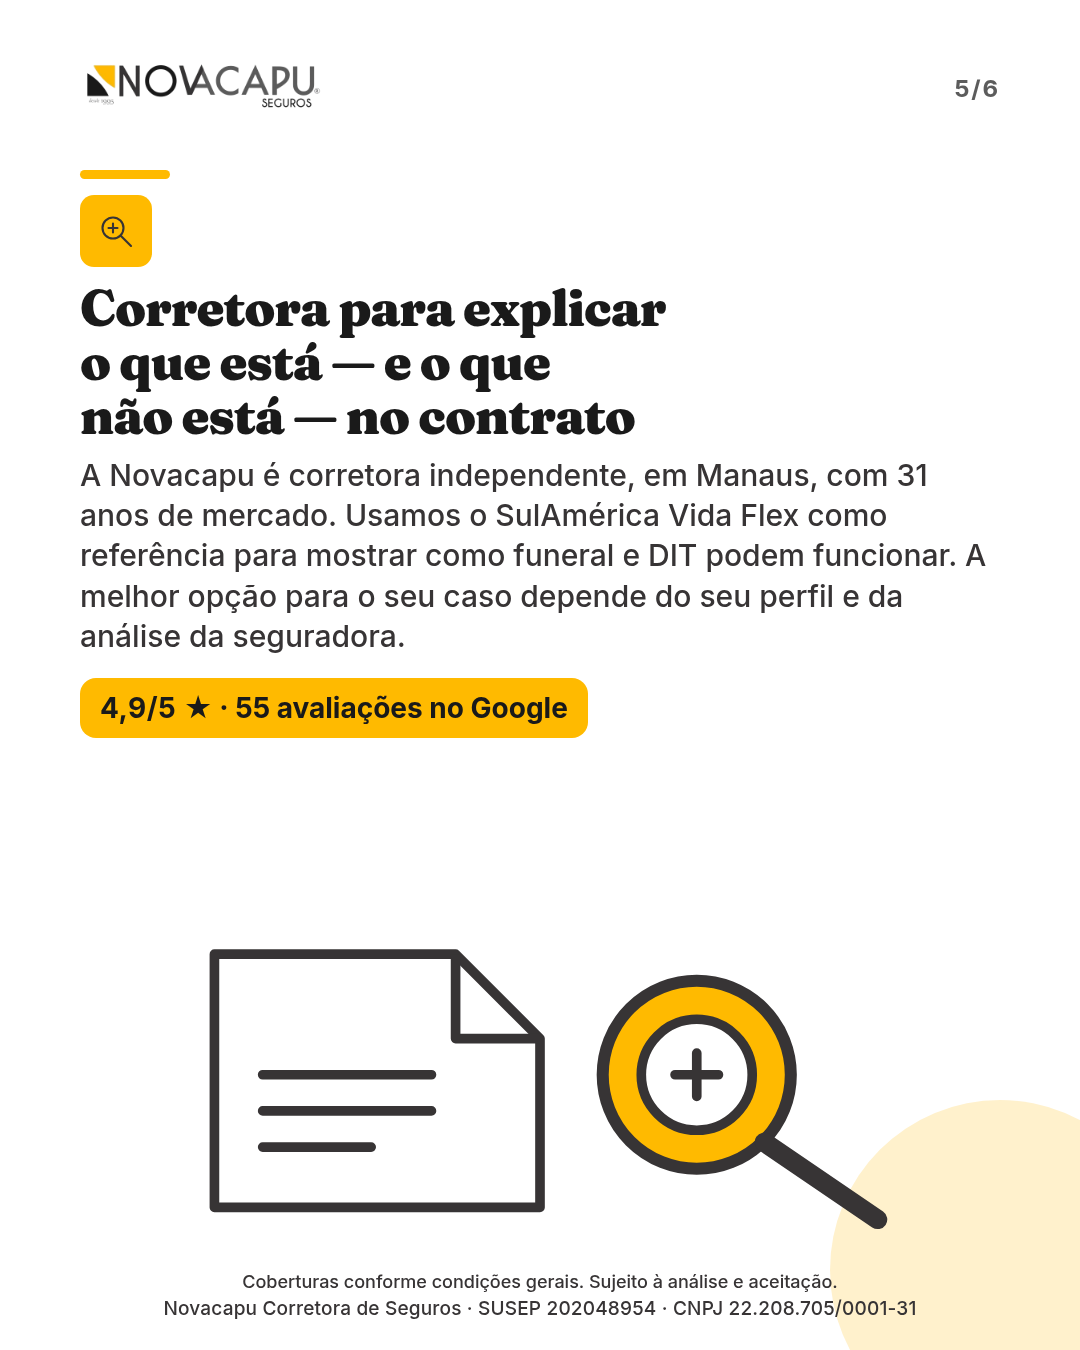 NOVACAPU
SEGUROS
5/6
Corretora para explicar
o que está — e o que
não está — no contrato
A Novacapu é corretora independente, em Manaus, com 31
anos de mercado. Usamos o SulAmérica Vida Flex como
referência para mostrar como funeral e DIT podem funcionar. A
melhor opção para o seu caso depende do seu perfil e da
análise da seguradora.
4,9/5 ★ · 55 avaliações no Google
Coberturas conforme condições gerais. Sujeito à análise e aceitação.
Novacapu Corretora de Seguros · SUSEP 202048954 · CNPJ 22.208.705/0001-31